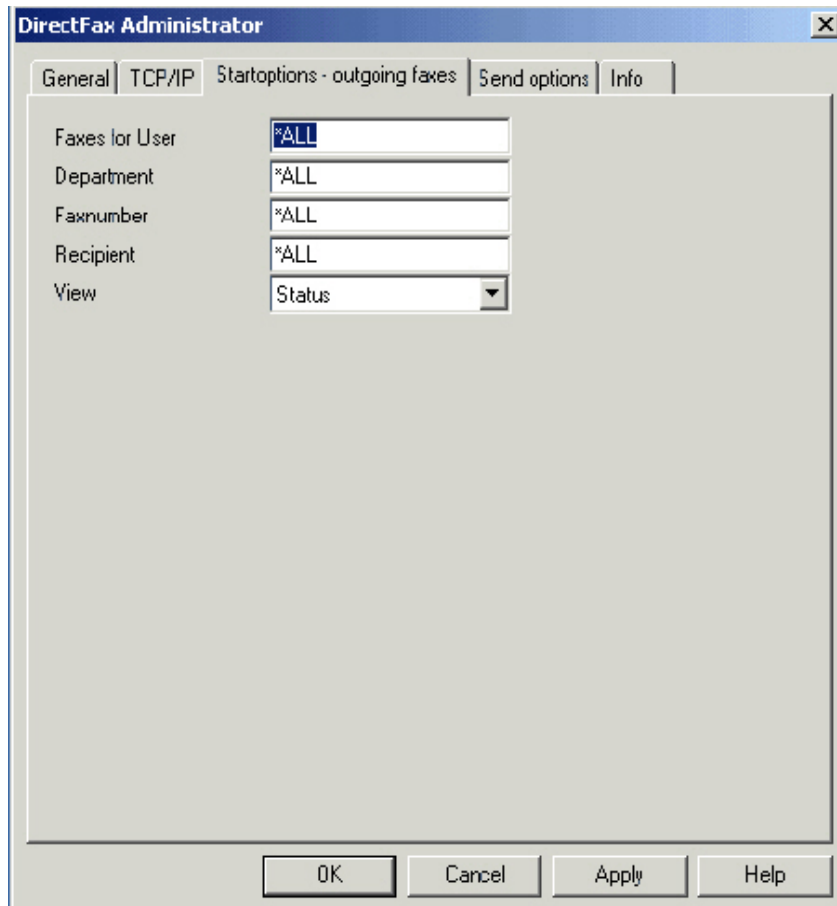 DirectFax Administrator
General TCP/IP Startoptions - outgoing faxes Send options Info
Faxes for User *ALL
Department *ALL
Faxnumber *ALL
Recipient *ALL
View Status
OK Cancel Apply Help